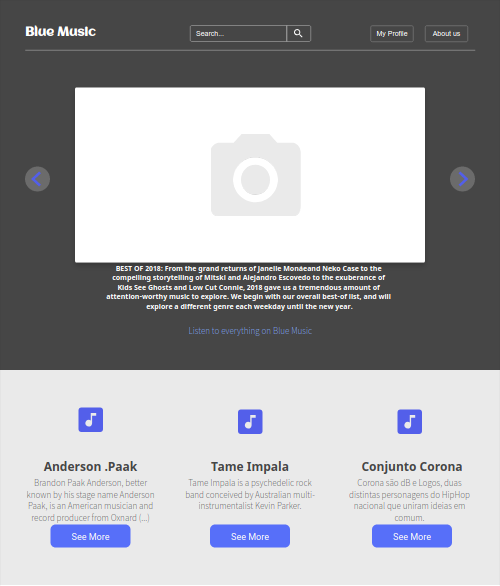 Blue Music
Search...
My Profile
About us
BEST OF 2018: From the grand returns of Janelle Monáeand Neko Case to the
compelling storytelling of Mitski and Alejandro Escovedo to the exuberance of
Kids See Ghosts and Low Cut Connie, 2018 gave us a tremendous amount of
attention-worthy music to explore. We begin with our overall best-of list, and will
explore a different genre each weekday until the new year.
Listen to everything on Blue Music
Anderson .Paak
Brandon Paak Anderson, better
known by his stage name Anderson
Paak, is an American musician and
record producer from Oxnard (...)
See More
Tame Impala
Tame Impala is a psychedelic rock
band conceived by Australian multi-
instrumentalist Kevin Parker.
See More
Conjunto Corona
Corona são dB e Logos, duas
distintas personagens do HipHop
nacional que uniram ideias em
comum.
See More